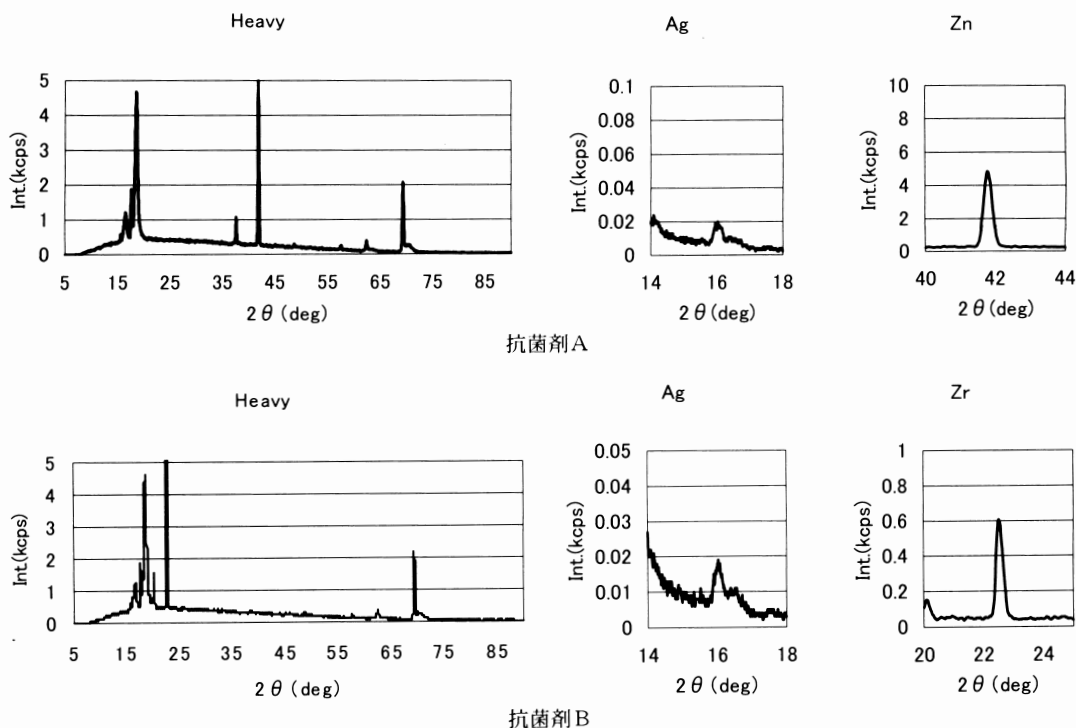 Heavy
Ag
Zn
Int.(kcps)
5
4
3
2
1
0
5 15 25 35 45 55 65 75 85
2θ (deg)
Int.(kcps)
0.1
0.08
0.06
0.04
0.02
0
14 16 18
2θ (deg)
Int.(kcps)
10
8
6
4
2
0
40 42 44
2θ (deg)
抗菌剤A
Heavy
Ag
Zr
Int.(kcps)
5
4
3
2
1
0
5 15 25 35 45 55 65 75 85
2θ (deg)
Int.(kcps)
0.05
0.04
0.03
0.02
0.01
0
14 16 18
2θ (deg)
Int.(kcps)
1
0.8
0.6
0.4
0.2
0
20 22 24
2θ (deg)
抗菌剤B